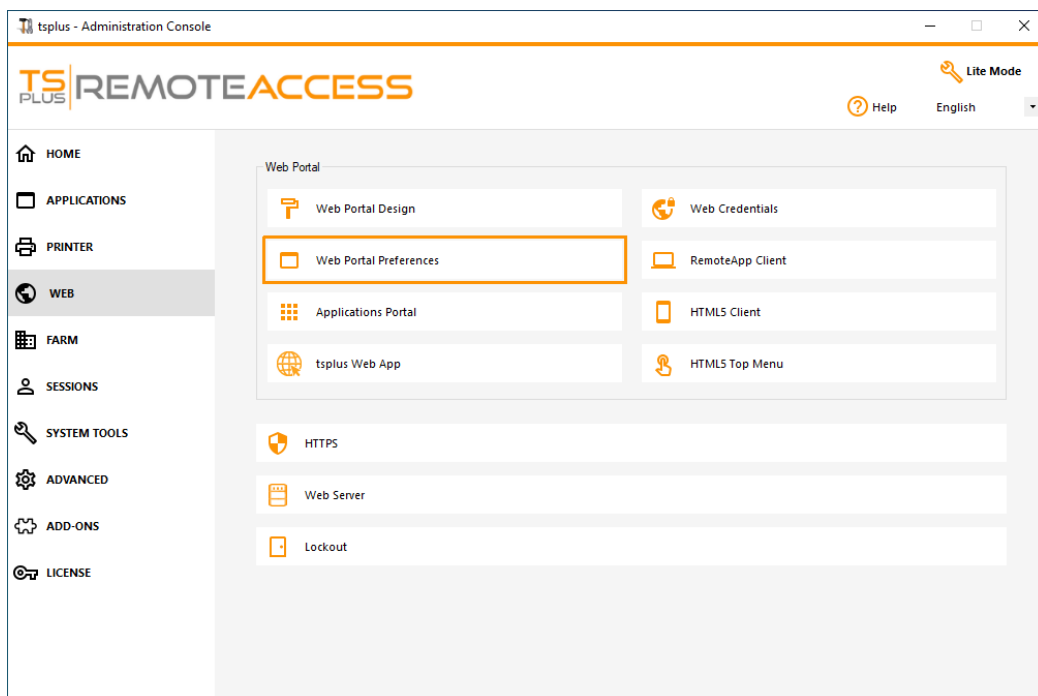 tsplus - Administration Console
TS PLUS REMOTEACCESS
Lite Mode
Help
English
HOME
APPLICATIONS
PRINTER
WEB
FARM
SESSIONS
SYSTEM TOOLS
ADVANCED
ADD-ONS
LICENSE
Web Portal
Web Portal Design
Web Credentials
Web Portal Preferences
RemoteApp Client
Applications Portal
HTML5 Client
tsplus Web App
HTML5 Top Menu
HTTPS
Web Server
Lockout